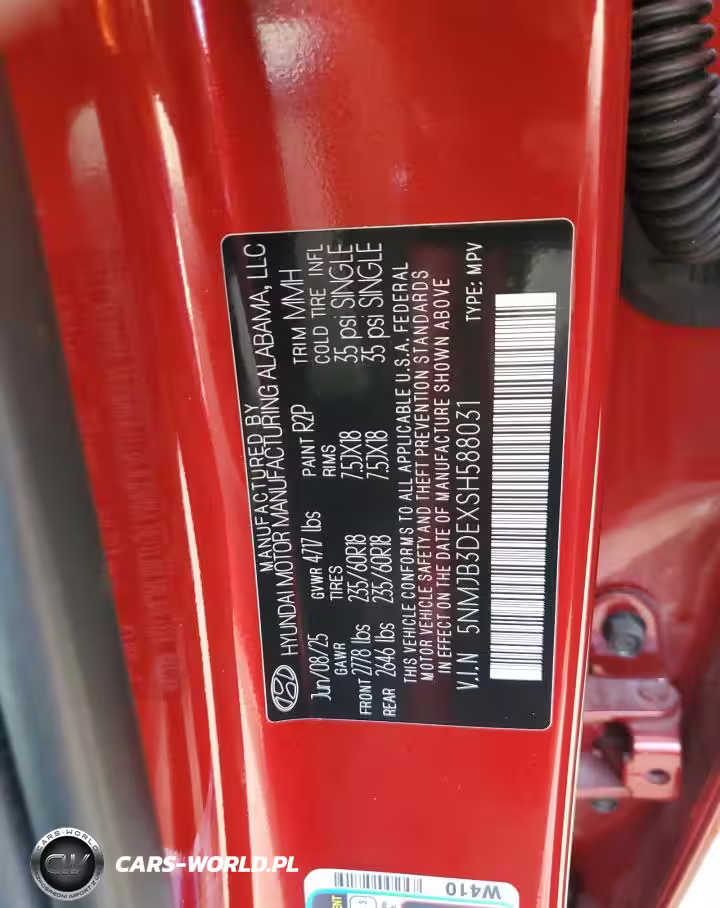 MANUFACTURED BY
HYUNDAI MOTOR MANUFACTURING ALABAMA, LLC
Jun/08/25 GVWR 4717 lbs PAINT R2P TRIM MMH
GAWR TIRES RIMS COLD TIRE INFL
FRONT 2778 lbs 235/60R18 7.5JX18 35 psi SINGLE
REAR 2646 lbs 235/60R18 7.5JX18 35 psi SINGLE
THIS VEHICLE CONFORMS TO ALL APPLICABLE U.S.A. FEDERAL
MOTOR VEHICLE SAFETY AND THEFT PREVENTION STANDARDS
IN EFFECT ON THE DATE OF MANUFACTURE SHOWN ABOVE
V.I.N 5NMJB3DEXSH588031 TYPE: MPV
W410
CARS-WORLD
CW
CARS-WORLD.PL